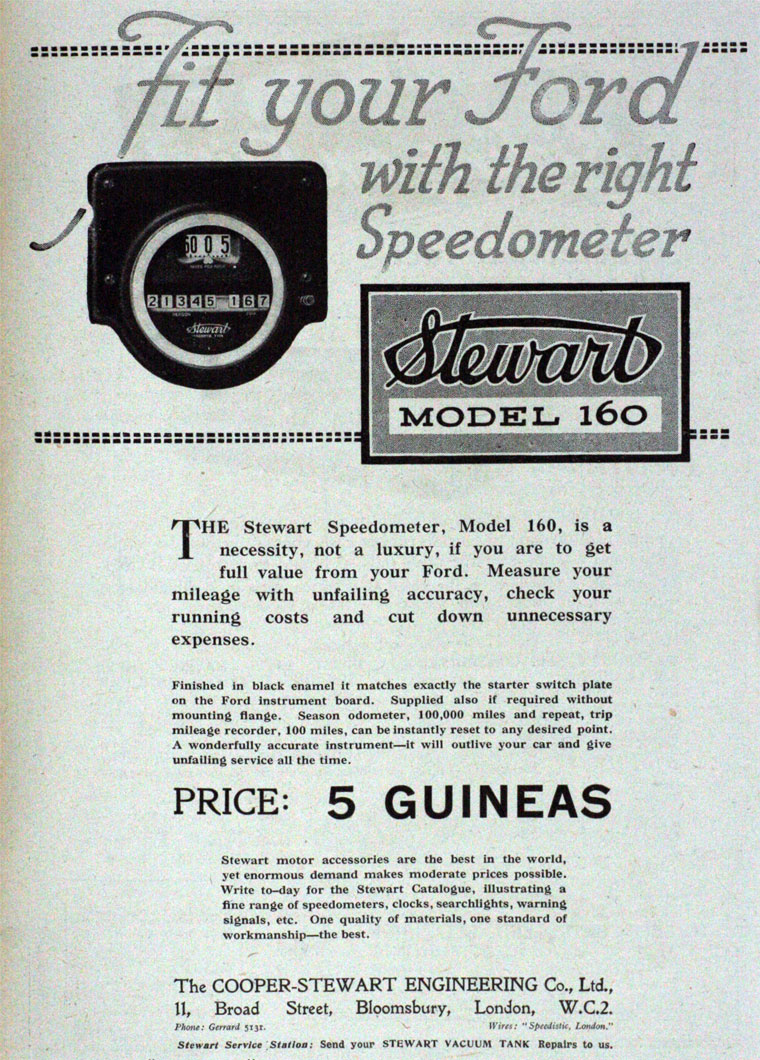 Fit your Ford
with the right
Speedometer
60 0 5
21345 167
SEASON TRIP
Stewart
Stewart
MODEL 160
THE Stewart Speedometer, Model 160, is a
necessity, not a luxury, if you are to get
full value from your Ford. Measure your
mileage with unfailing accuracy, check your
running costs and cut down unnecessary
expenses.
Finished in black enamel it matches exactly the starter switch plate
on the Ford instrument board. Supplied also if required without
mounting flange. Season odometer, 100,000 miles and repeat, trip
mileage recorder, 100 miles, can be instantly reset to any desired point.
A wonderfully accurate instrument—it will outlive your car and give
unfailing service all the time.
PRICE: 5 GUINEAS
Stewart motor accessories are the best in the world,
yet enormous demand makes moderate prices possible.
Write to-day for the Stewart Catalogue, illustrating a
fine range of speedometers, clocks, searchlights, warning
signals, etc. One quality of materials, one standard of
workmanship—the best.
The COOPER-STEWART ENGINEERING Co., Ltd.,
11, Broad Street, Bloomsbury, London, W.C.2.
Phone: Gerrard 5131. Wires: "Speedistic, London."
Stewart Service Station: Send your STEWART VACUUM TANK Repairs to us.